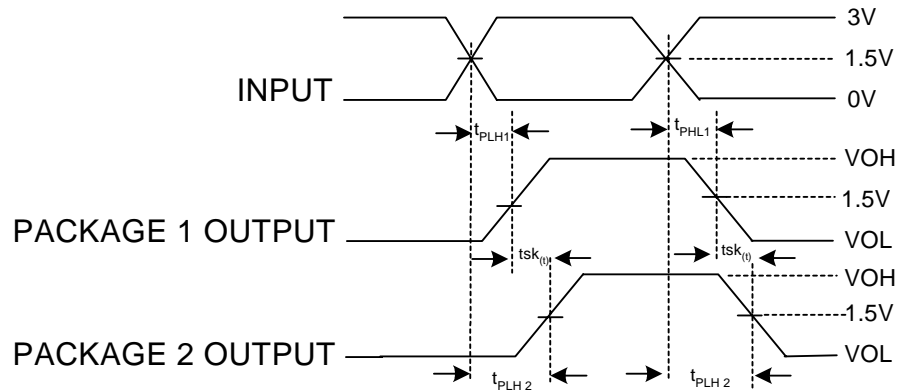 3V
1.5V
INPUT
0V
tPLH1
tPHL1
VOH
1.5V
PACKAGE 1 OUTPUT
VOL
tsk(t)
tsk(t)
VOH
1.5V
PACKAGE 2 OUTPUT
VOL
tPLH 2
tPLH 2